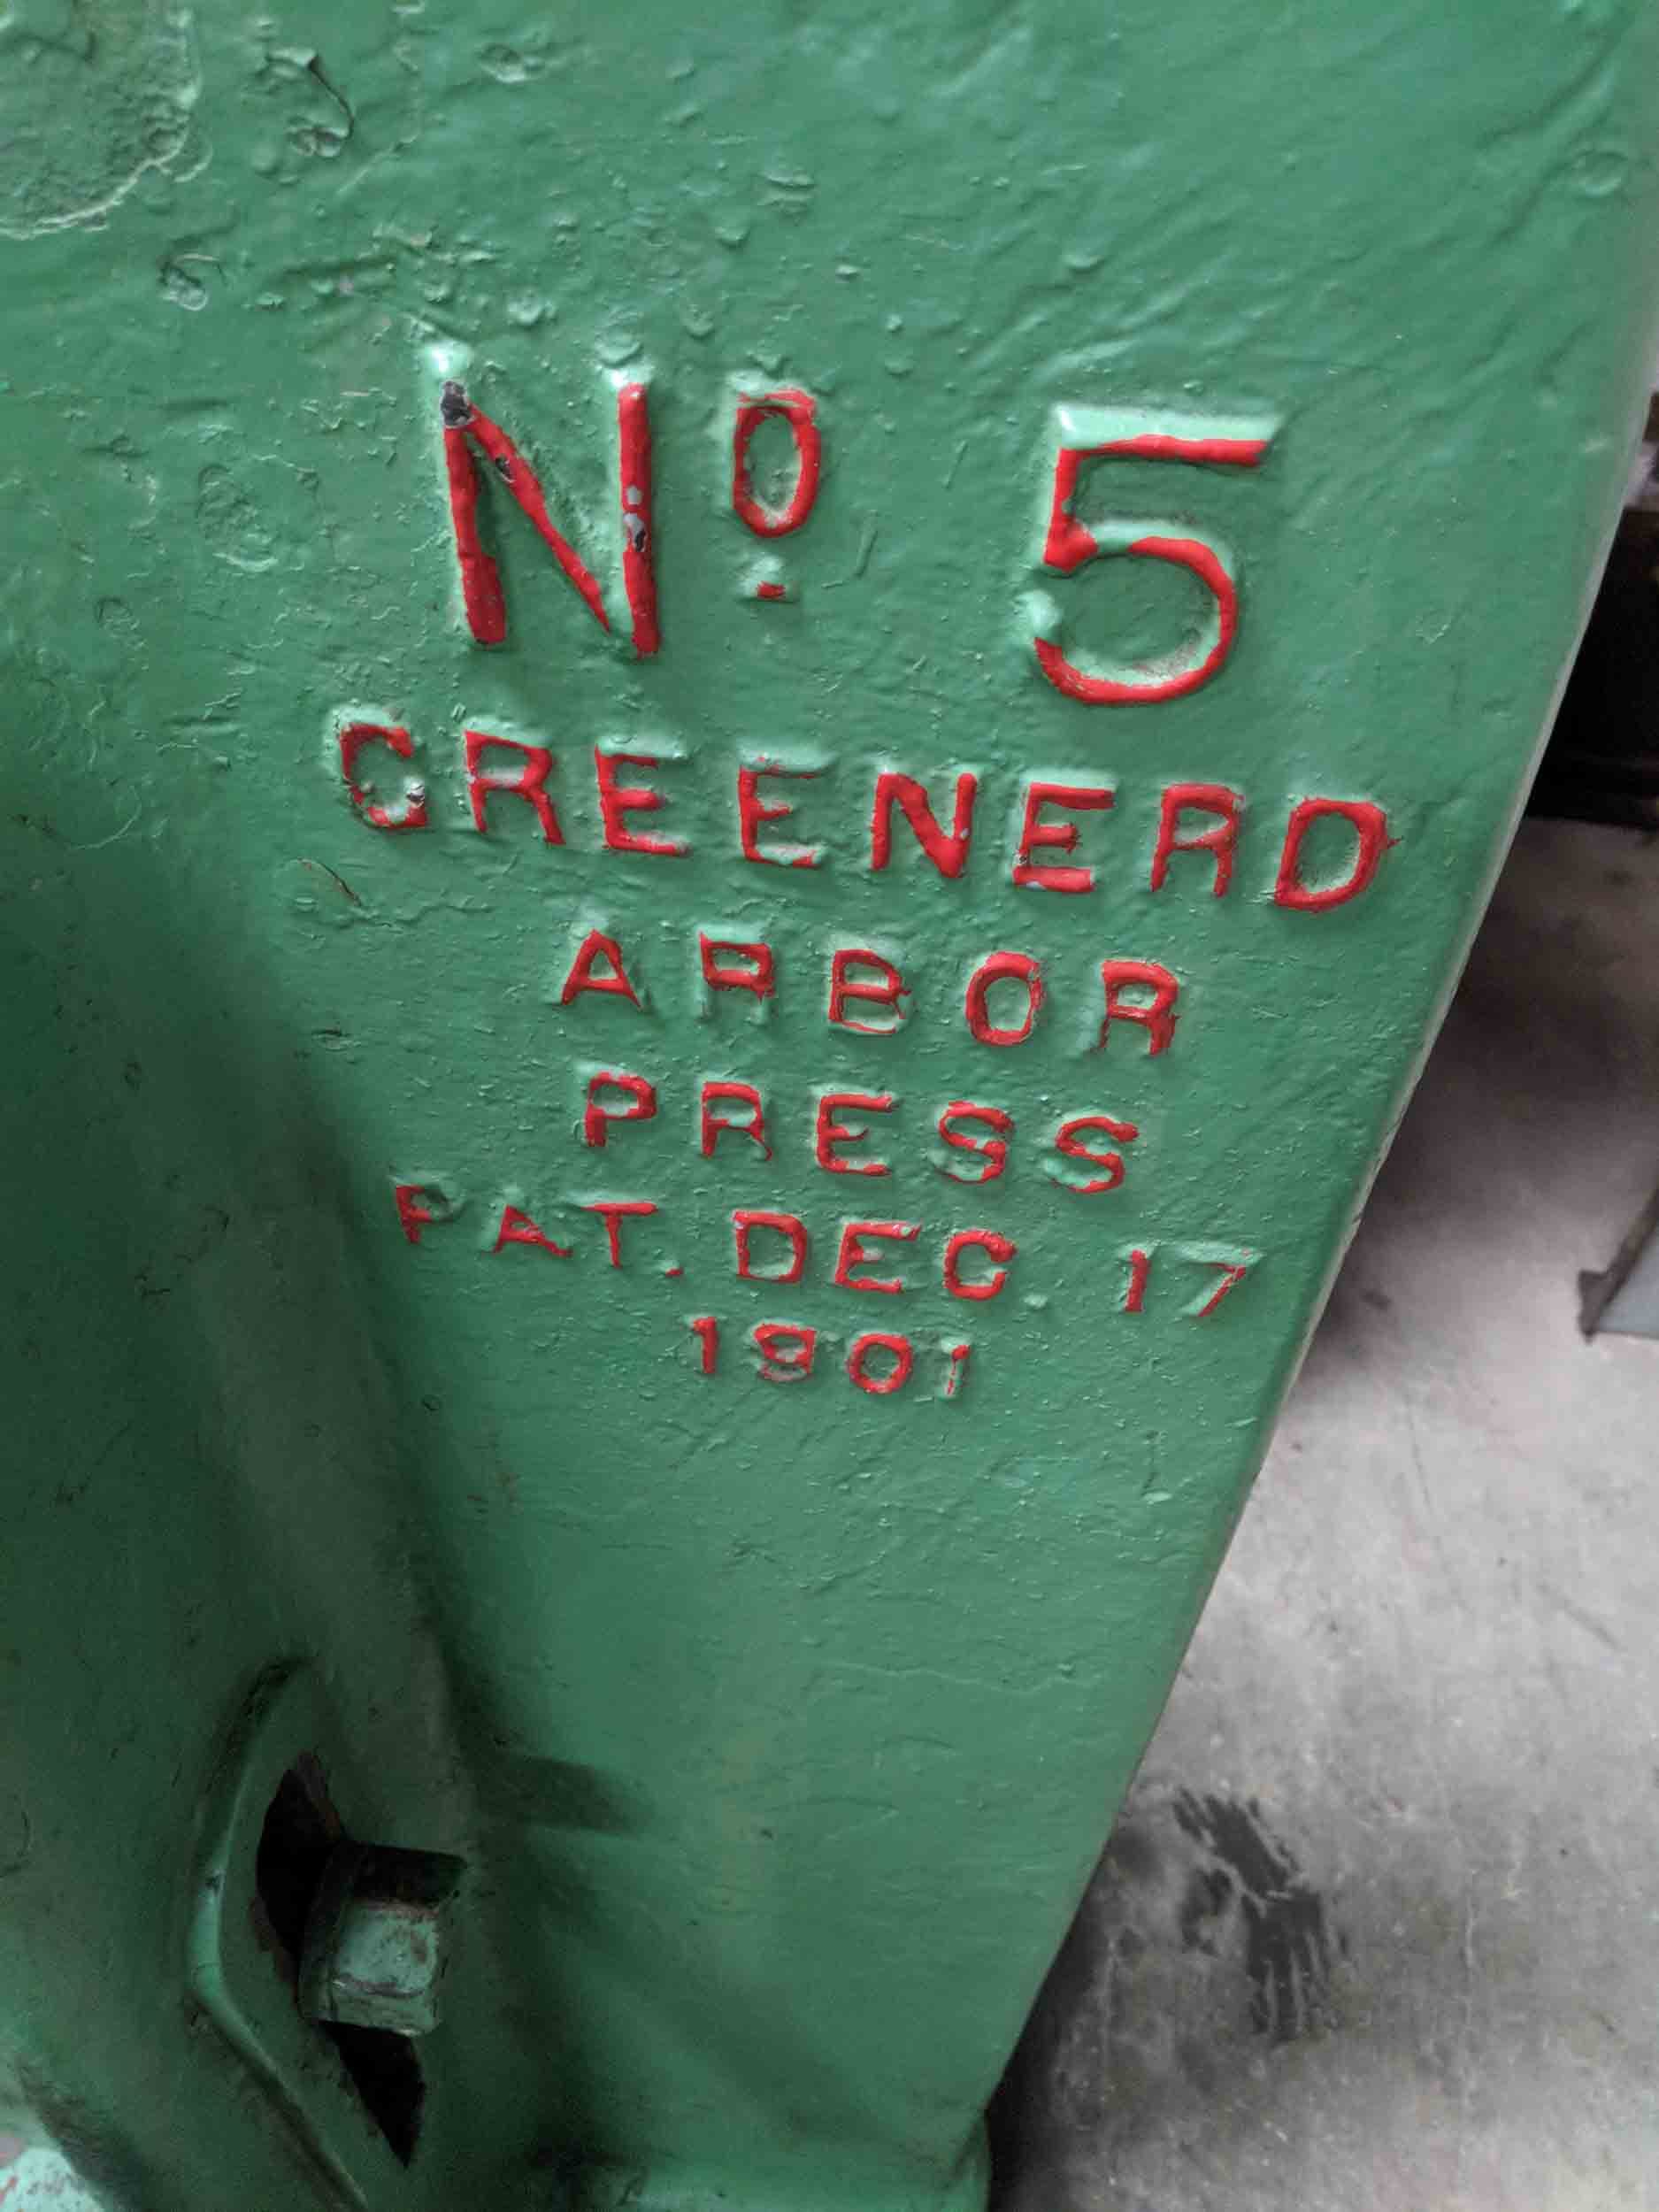 Nº 5
GREENERD
ARBOR
PRESS
PAT. DEC. 17
1901